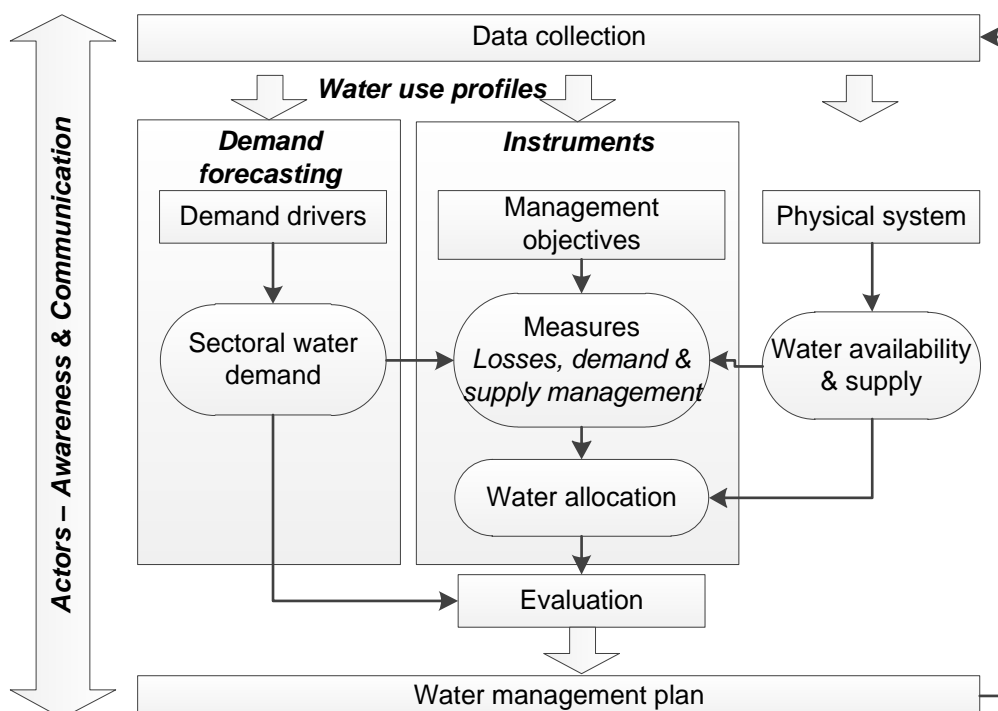 Data collection
Water use profiles
Actors – Awareness & Communication
Demand
forecasting
Demand drivers
Sectoral water
demand
Instruments
Management
objectives
Measures
Losses, demand &
supply management
Water allocation
Physical system
Water availability
& supply
Evaluation
Water management plan